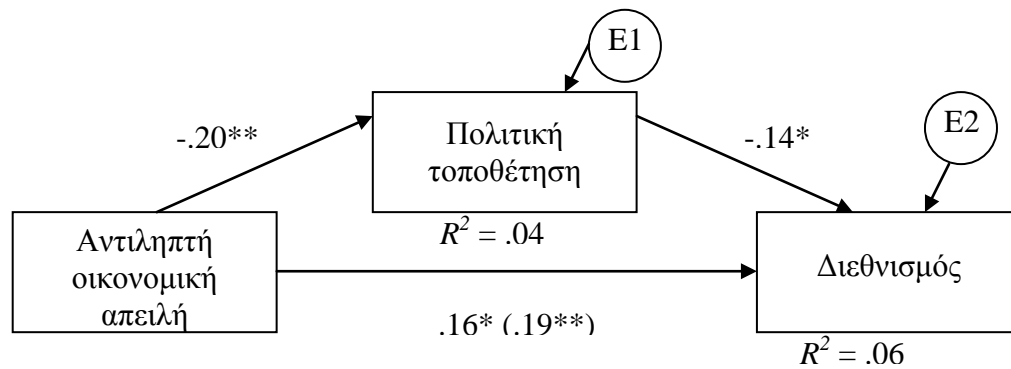 E1
Πολιτική
τοποθέτηση
E2
-.20**
-.14*
R² = .04
Αντιληπτή
οικονομική
απειλή
Διεθνισμός
.16* (.19**)
R² = .06